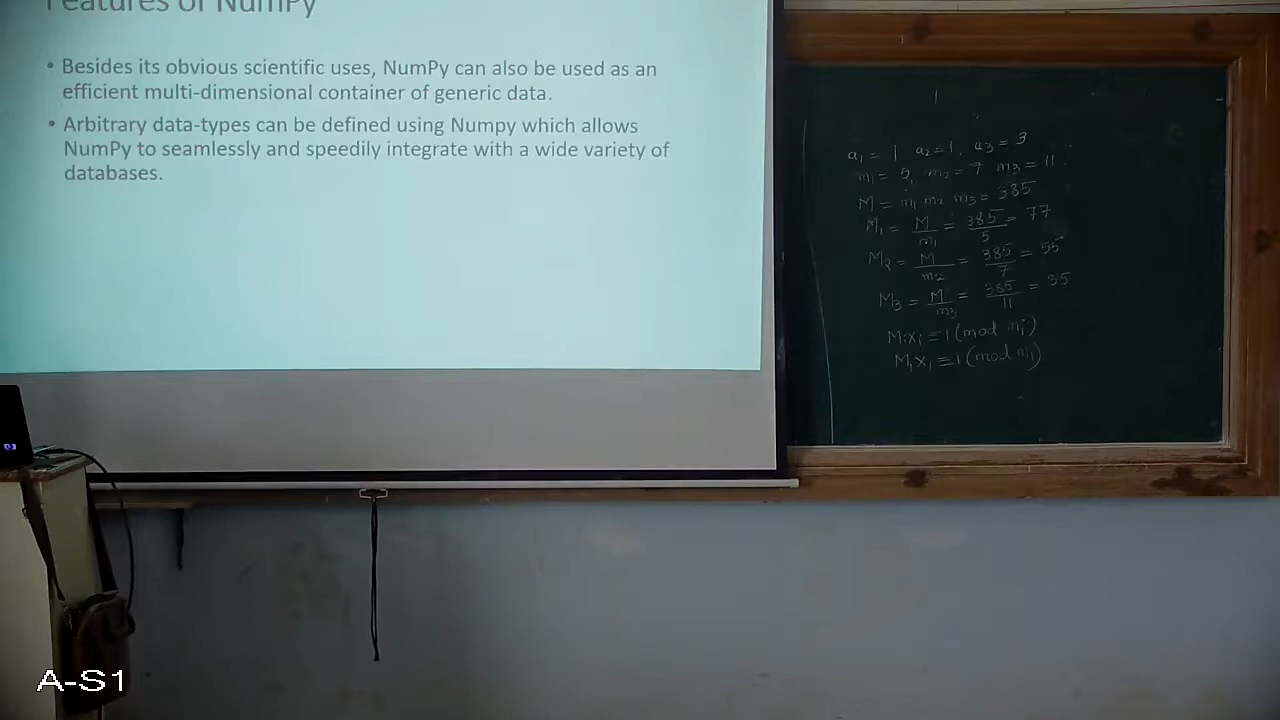 Features of NumPy
• Besides its obvious scientific uses, NumPy can also be used as an
efficient multi-dimensional container of generic data.
• Arbitrary data-types can be defined using Numpy which allows
NumPy to seamlessly and speedily integrate with a wide variety of
databases.
a₁ = 1 a₂ = 1, a₃ = 3
m₁ = 5, m₂ = 7 m₃ = 11
M = m₁ m₂ m₃ = 385
M₁ = M/m₁ = 385/5 = 77
M₂ = M/m₂ = 385/7 = 55
M₃ = M/m₃ = 385/11 = 35
Mᵢxᵢ ≡ 1 (mod mᵢ)
M₁x₁ ≡ 1 (mod m₁)
A-S1